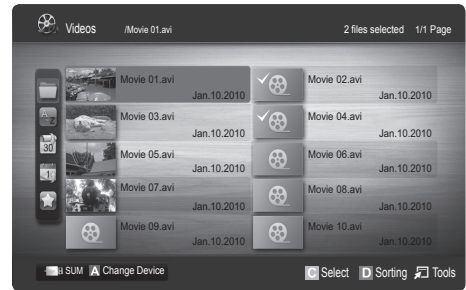 Videos /Movie 01.avi 2 files selected 1/1 Page
Movie 01.avi Movie 02.avi
Jan.10.2010 Jan.10.2010
Movie 03.avi Movie 04.avi
Jan.10.2010 Jan.10.2010
Movie 05.avi Movie 06.avi
Jan.10.2010 Jan.10.2010
Movie 07.avi Movie 08.avi
Jan.10.2010 Jan.10.2010
Movie 09.avi Movie 10.avi
Jan.10.2010 Jan.10.2010
A
Z
30
1
SUM A Change Device C Select D Sorting Tools